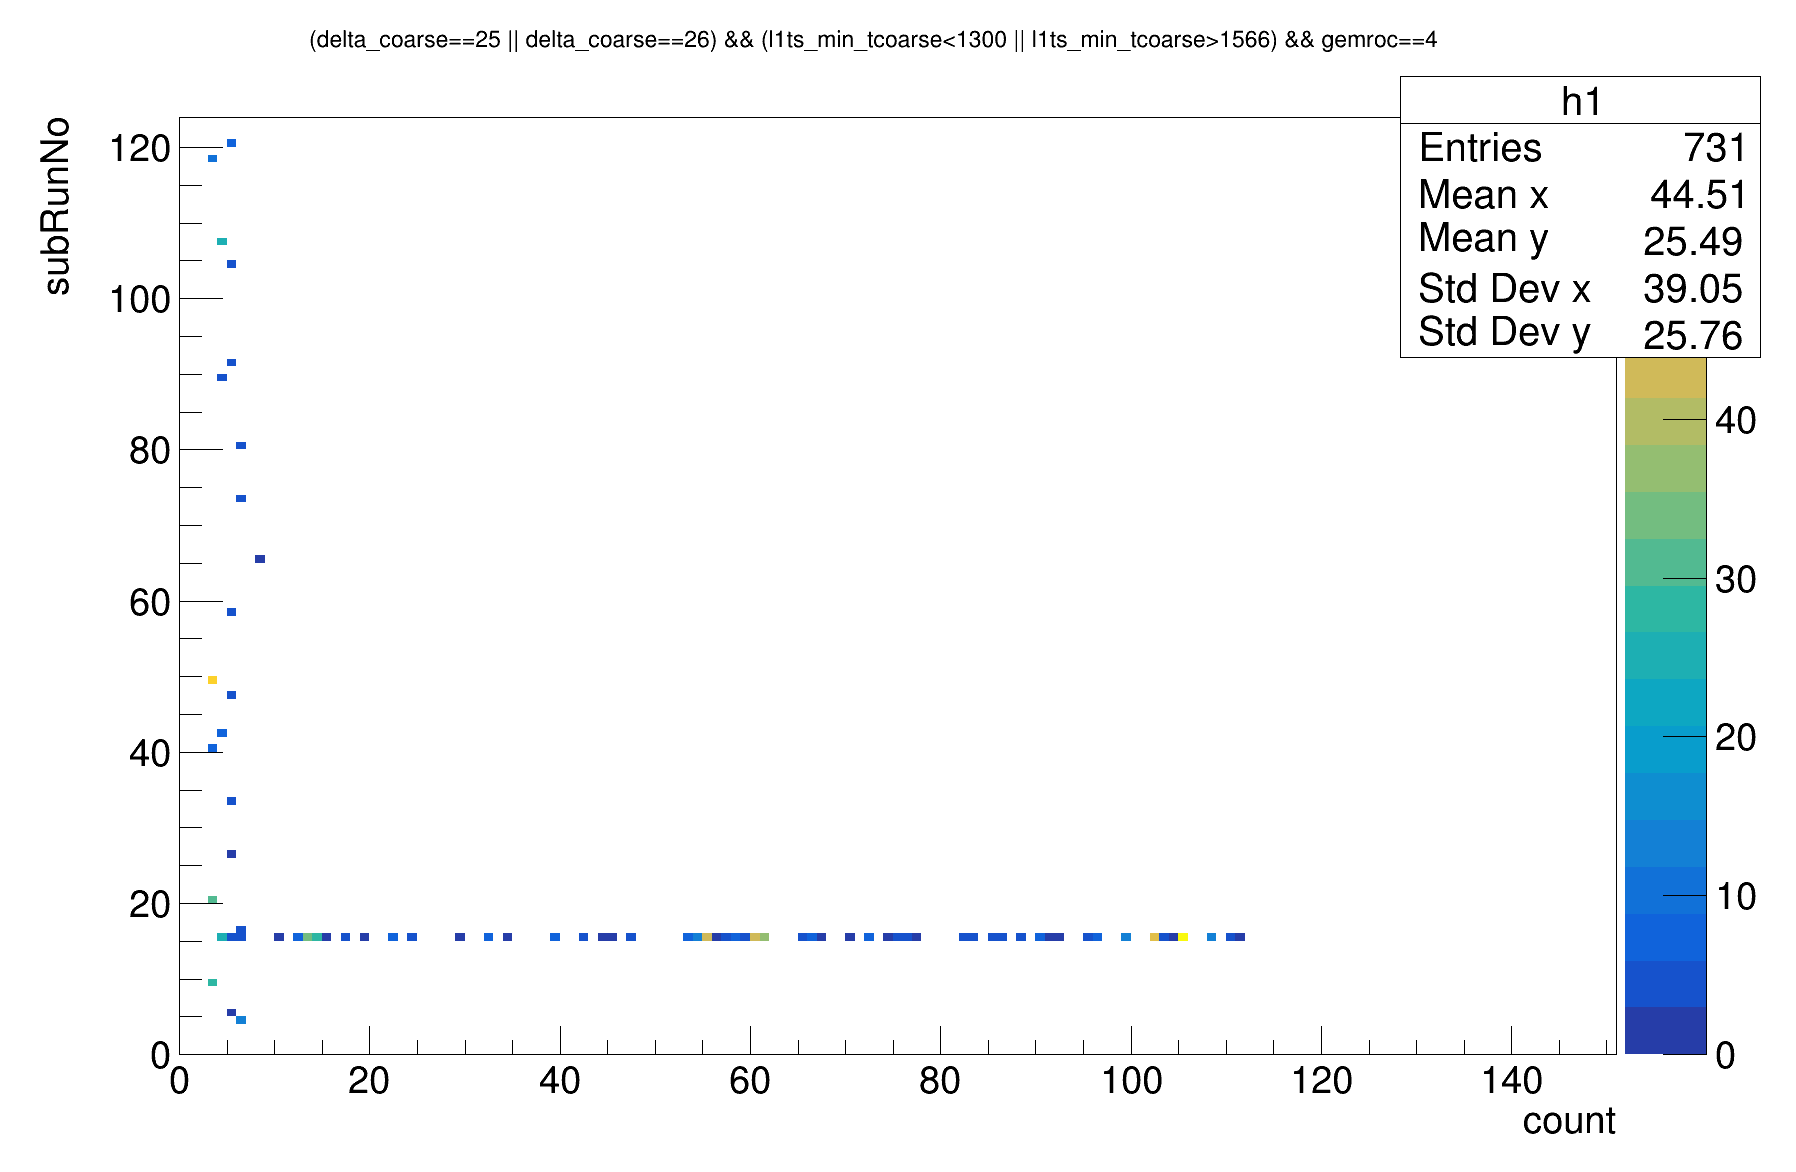 (delta_coarse==25 || delta_coarse==26) && (l1ts_min_tcoarse<1300 || l1ts_min_tcoarse>1566) && gemroc==4
h1
Entries 731
Mean x 44.51
Mean y 25.49
Std Dev x 39.05
Std Dev y 25.76
subRunNo
120
100
80
60
40
20
0
0 20 40 60 80 100 120 140
count
40
30
20
10
0